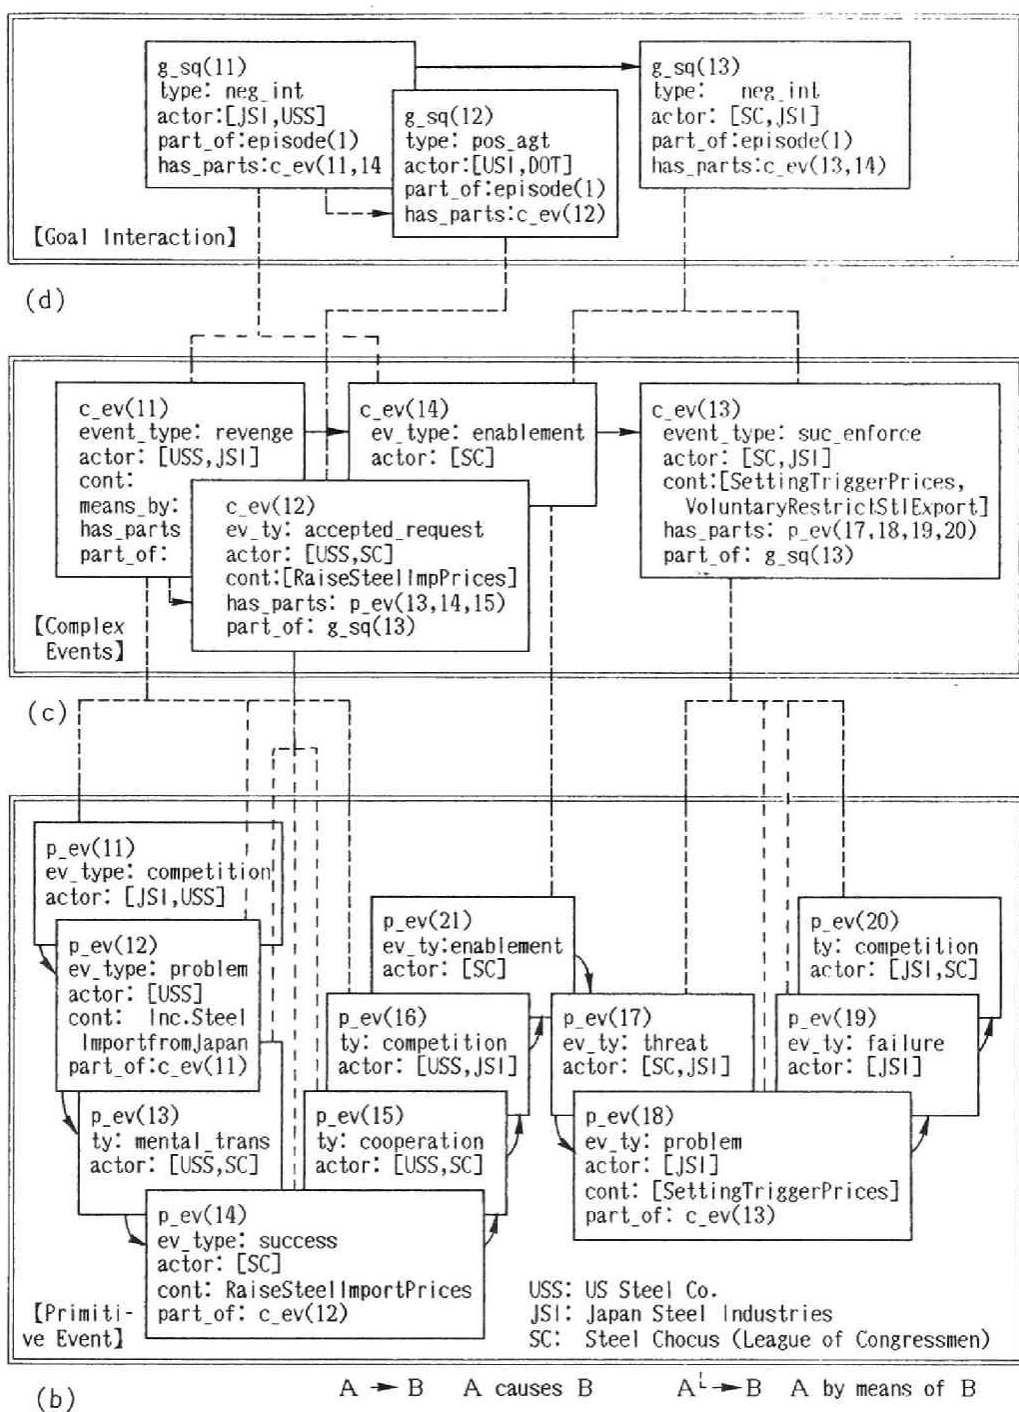 g_sq(11)
type: neg_int
actor:[JSI,USS]
part_of:episode(1)
has_parts:c_ev(11,14
g_sq(12)
type: pos_agt
actor:[USI,DOT]
part_of:episode(1)
has_parts:c_ev(12)
g_sq(13)
type: neg_int
actor: [SC,JSI]
part_of:episode(1)
has_parts:c_ev(13,14)
【Goal Interaction】
(d)
c_ev(11)
event_type: revenge
actor: [USS,JSI]
cont:
means_by:
has_parts
part_of:
c_ev(14)
ev_type: enablement
actor: [SC]
c_ev(12)
ev_ty: accepted_request
actor: [USS,SC]
cont:[RaiseSteelImpPrices]
has_parts: p_ev(13,14,15)
part_of: g_sq(13)
c_ev(13)
event_type: suc_enforce
actor: [SC,JSI]
cont:[SettingTriggerPrices,
VoluntaryRestrictStlExport]
has_parts: p_ev(17,18,19,20)
part_of: g_sq(13)
【Complex
Events】
(c)
p_ev(11)
ev_type: competition
actor: [JSI,USS]
p_ev(12)
ev_type: problem
actor: [USS]
cont: Inc.Steel
ImportfromJapan
part_of:c_ev(11)
p_ev(13)
ty: mental_trans
actor: [USS,SC]
p_ev(14)
ev_type: success
actor: [SC]
cont: RaiseSteelImportPrices
part_of: c_ev(12)
p_ev(15)
ty: cooperation
actor: [USS,SC]
p_ev(16)
ty: competition
actor: [USS,JSI]
p_ev(21)
ev_ty:enablement
actor: [SC]
p_ev(17)
ev_ty: threat
actor: [SC,JSI]
p_ev(18)
ev_ty: problem
actor: [JSI]
cont: [SettingTriggerPrices]
part_of: c_ev(13)
p_ev(19)
ev_ty: failure
actor: [JSI]
p_ev(20)
ty: competition
actor: [JSI,SC]
【Primiti-
ve Event】
USS: US Steel Co.
JSI: Japan Steel Industries
SC: Steel Chocus (League of Congressmen)
(b)
A → B A causes B A → B A by means of B